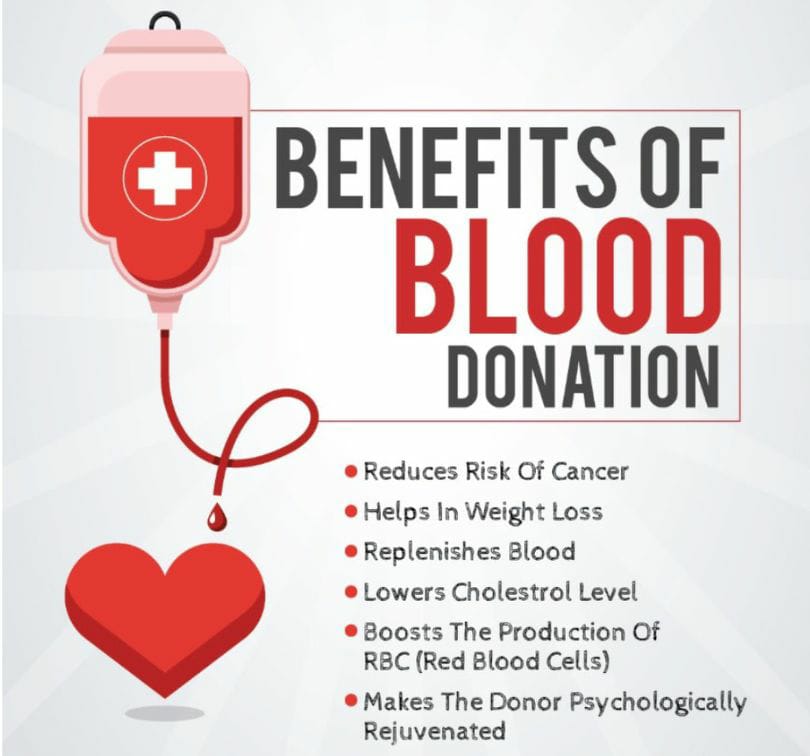 BENEFITS OF
BLOOD
DONATION
Reduces Risk Of Cancer
Helps In Weight Loss
Replenishes Blood
Lowers Cholestrol Level
Boosts The Production Of
RBC (Red Blood Cells)
Makes The Donor Psychologically
Rejuvenated